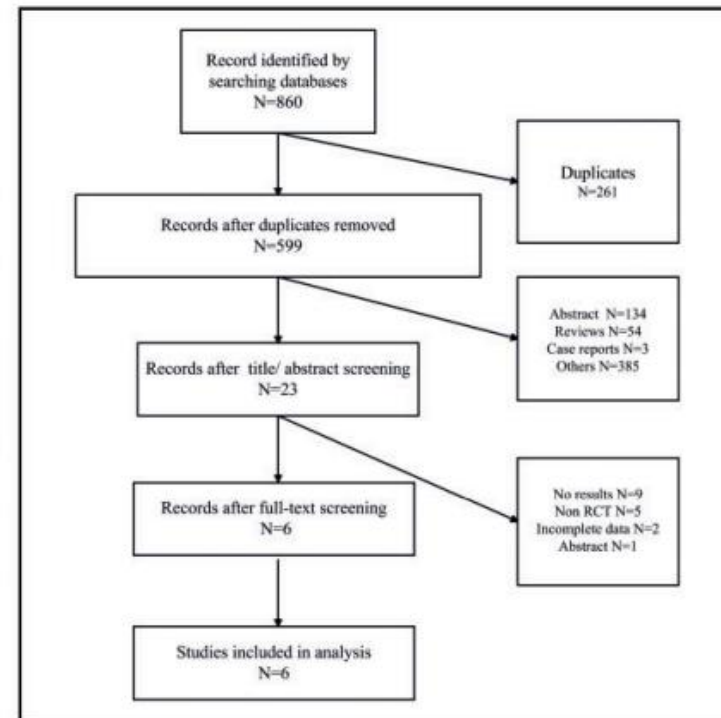 Record identified by
searching databases
N=860
Duplicates
N=261
Records after duplicates removed
N=599
Abstract N=134
Reviews N=54
Case reports N=3
Others N=385
Records after title/ abstract screening
N=23
No results N=9
Non RCT N=5
Incomplete data N=2
Abstract N=1
Records after full-text screening
N=6
Studies included in analysis
N=6